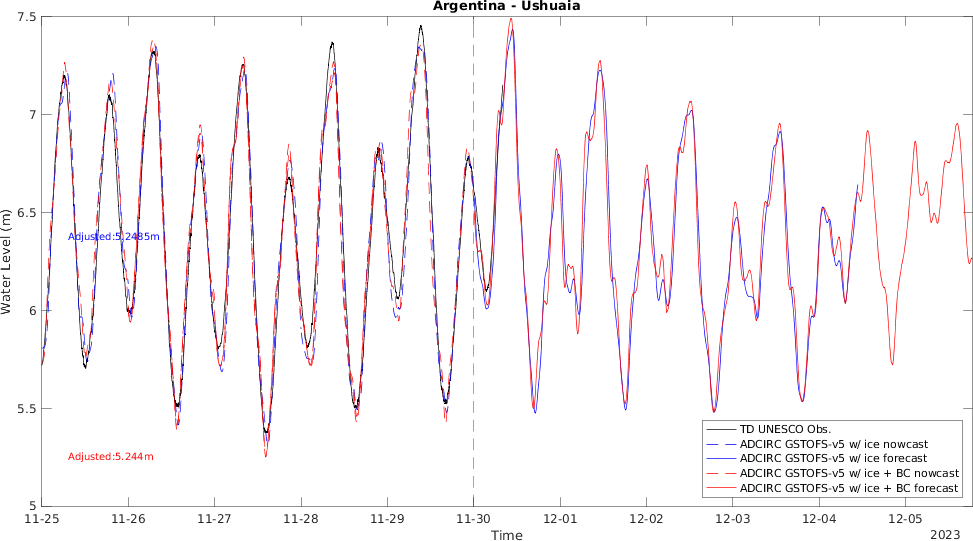 Argentina - Ushuaia
7.5
7
6.5
6
5.5
5
Water Level (m)
Adjusted:5.2485m
Adjusted:5.244m
TD UNESCO Obs.
ADCIRC GSTOFS-v5 w/ ice nowcast
ADCIRC GSTOFS-v5 w/ ice forecast
ADCIRC GSTOFS-v5 w/ ice + BC nowcast
ADCIRC GSTOFS-v5 w/ ice + BC forecast
11-25 11-26 11-27 11-28 11-29 11-30 12-01 12-02 12-03 12-04 12-05
Time
2023